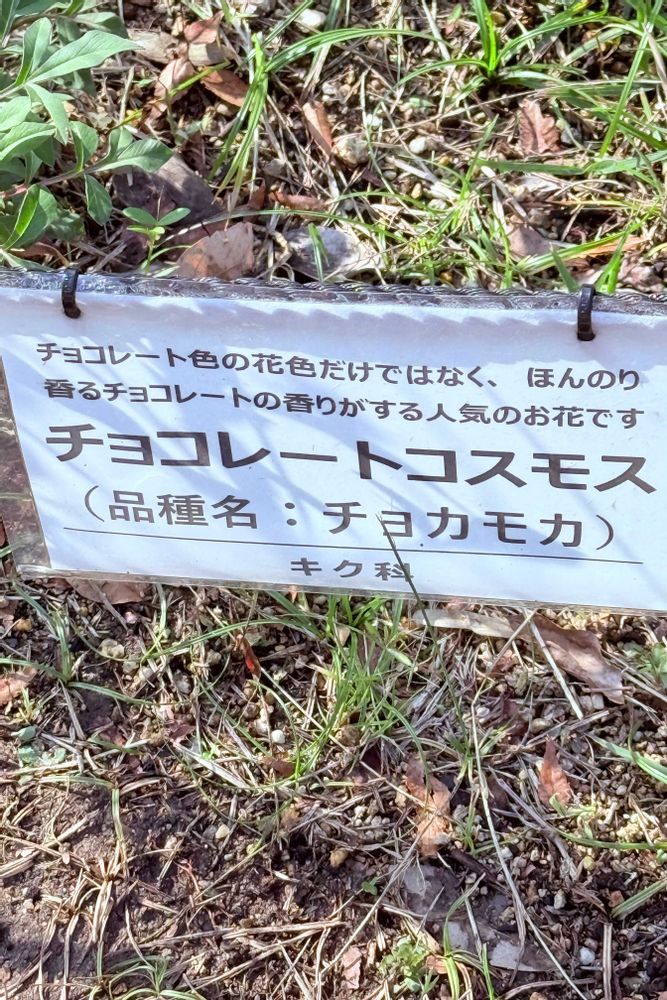 チョコレート色の花色だけではなく、ほんのり
香るチョコレートの香りがする人気のお花です
チョコレートコスモス
（品種名：チョカモカ）
キク科